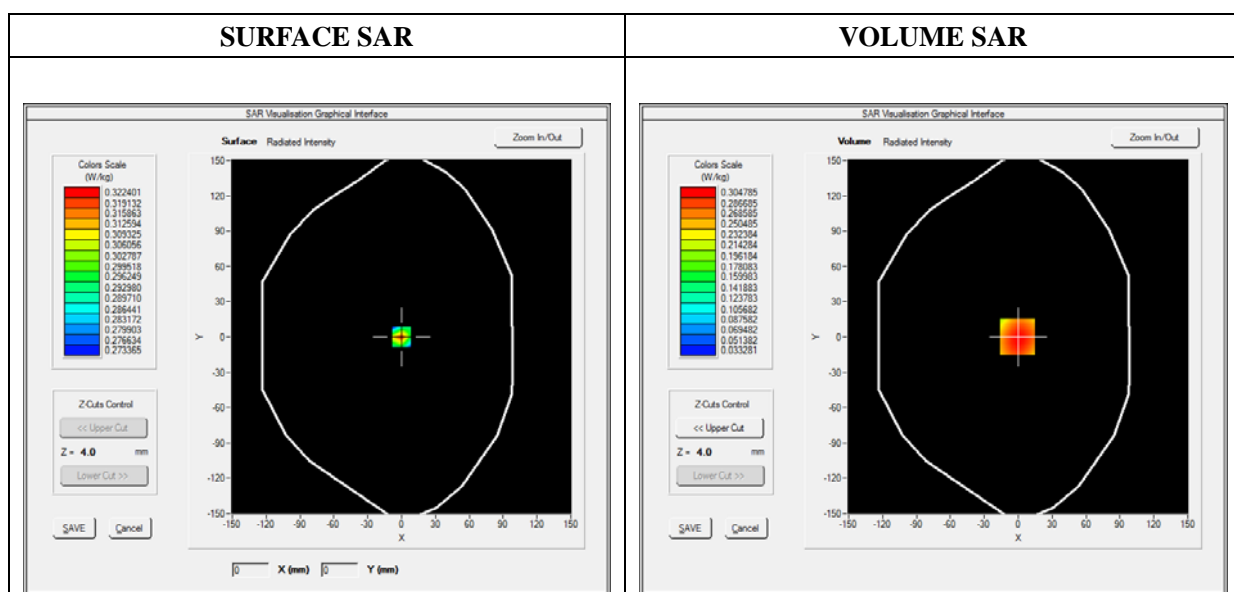 SURFACE SAR
VOLUME SAR
SAR Visualisation Graphical Interface
Surface Radiated Intensity
Zoom In/Out
Colors Scale
(W/kg)
0.322401
0.319132
0.315863
0.312594
0.309325
0.306056
0.302787
0.299518
0.296249
0.292980
0.289710
0.286441
0.283172
0.279903
0.276634
0.273365
Z-Cuts Control
<< Upper Cut
Z = 4.0 mm
Lower Cut >>
SAVE Cancel
150
120
90
60
30
Y 0
-30
-60
-90
-120
-150
-150 -120 -90 -60 -30 0 30 60 90 120 150
X
0 X (mm) 0 Y (mm)
SAR Visualisation Graphical Interface
Volume Radiated Intensity
Zoom In/Out
Colors Scale
(W/kg)
0.304785
0.286685
0.268585
0.250485
0.232384
0.214284
0.196184
0.178083
0.159983
0.141883
0.123783
0.105682
0.087582
0.069482
0.051382
0.033281
Z-Cuts Control
<< Upper Cut
Z = 4.0 mm
Lower Cut >>
SAVE Cancel
150
120
90
60
30
Y 0
-30
-60
-90
-120
-150
-150 -120 -90 -60 -30 0 30 60 90 120 150
X